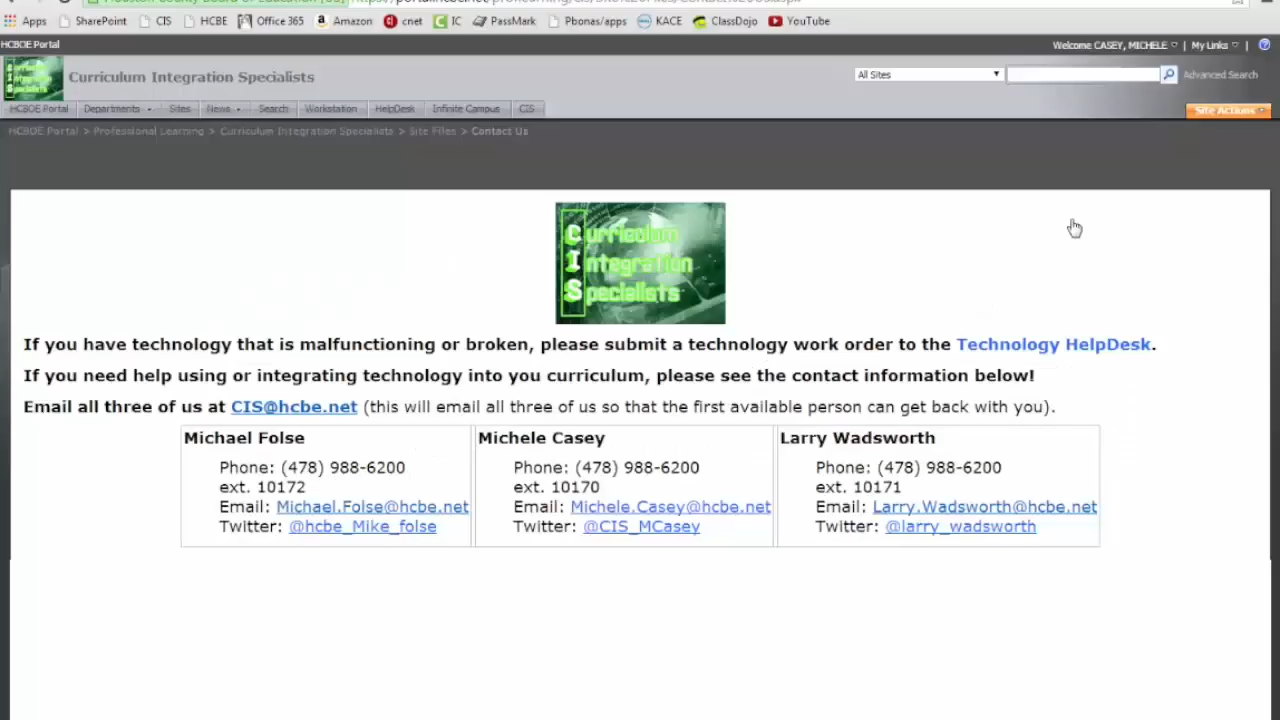 Apps SharePoint CIS HCBE Office 365 Amazon cnet IC PassMark Pbonas/apps KACE ClassDojo YouTube
HCBOE Portal Welcome CASEY, MICHELE | My Links |
Curriculum Integration Specialists All Sites Advanced Search
HCBOE Portal Departments Sites News Search Workstation HelpDesk Infinite Campus CIS Site Actions
HCBOE Portal > Professional Learning > Curriculum Integration Specialists > Site Files > Contact Us
Curriculum
Integration
Specialists
If you have technology that is malfunctioning or broken, please submit a technology work order to the Technology HelpDesk.
If you need help using or integrating technology into you curriculum, please see the contact information below!
Email all three of us at CIS@hcbe.net (this will email all three of us so that the first available person can get back with you).
Michael Folse
Phone: (478) 988-6200
ext. 10172
Email: Michael.Folse@hcbe.net
Twitter: @hcbe_Mike_folse
Michele Casey
Phone: (478) 988-6200
ext. 10170
Email: Michele.Casey@hcbe.net
Twitter: @CIS_MCasey
Larry Wadsworth
Phone: (478) 988-6200
ext. 10171
Email: Larry.Wadsworth@hcbe.net
Twitter: @larry_wadsworth